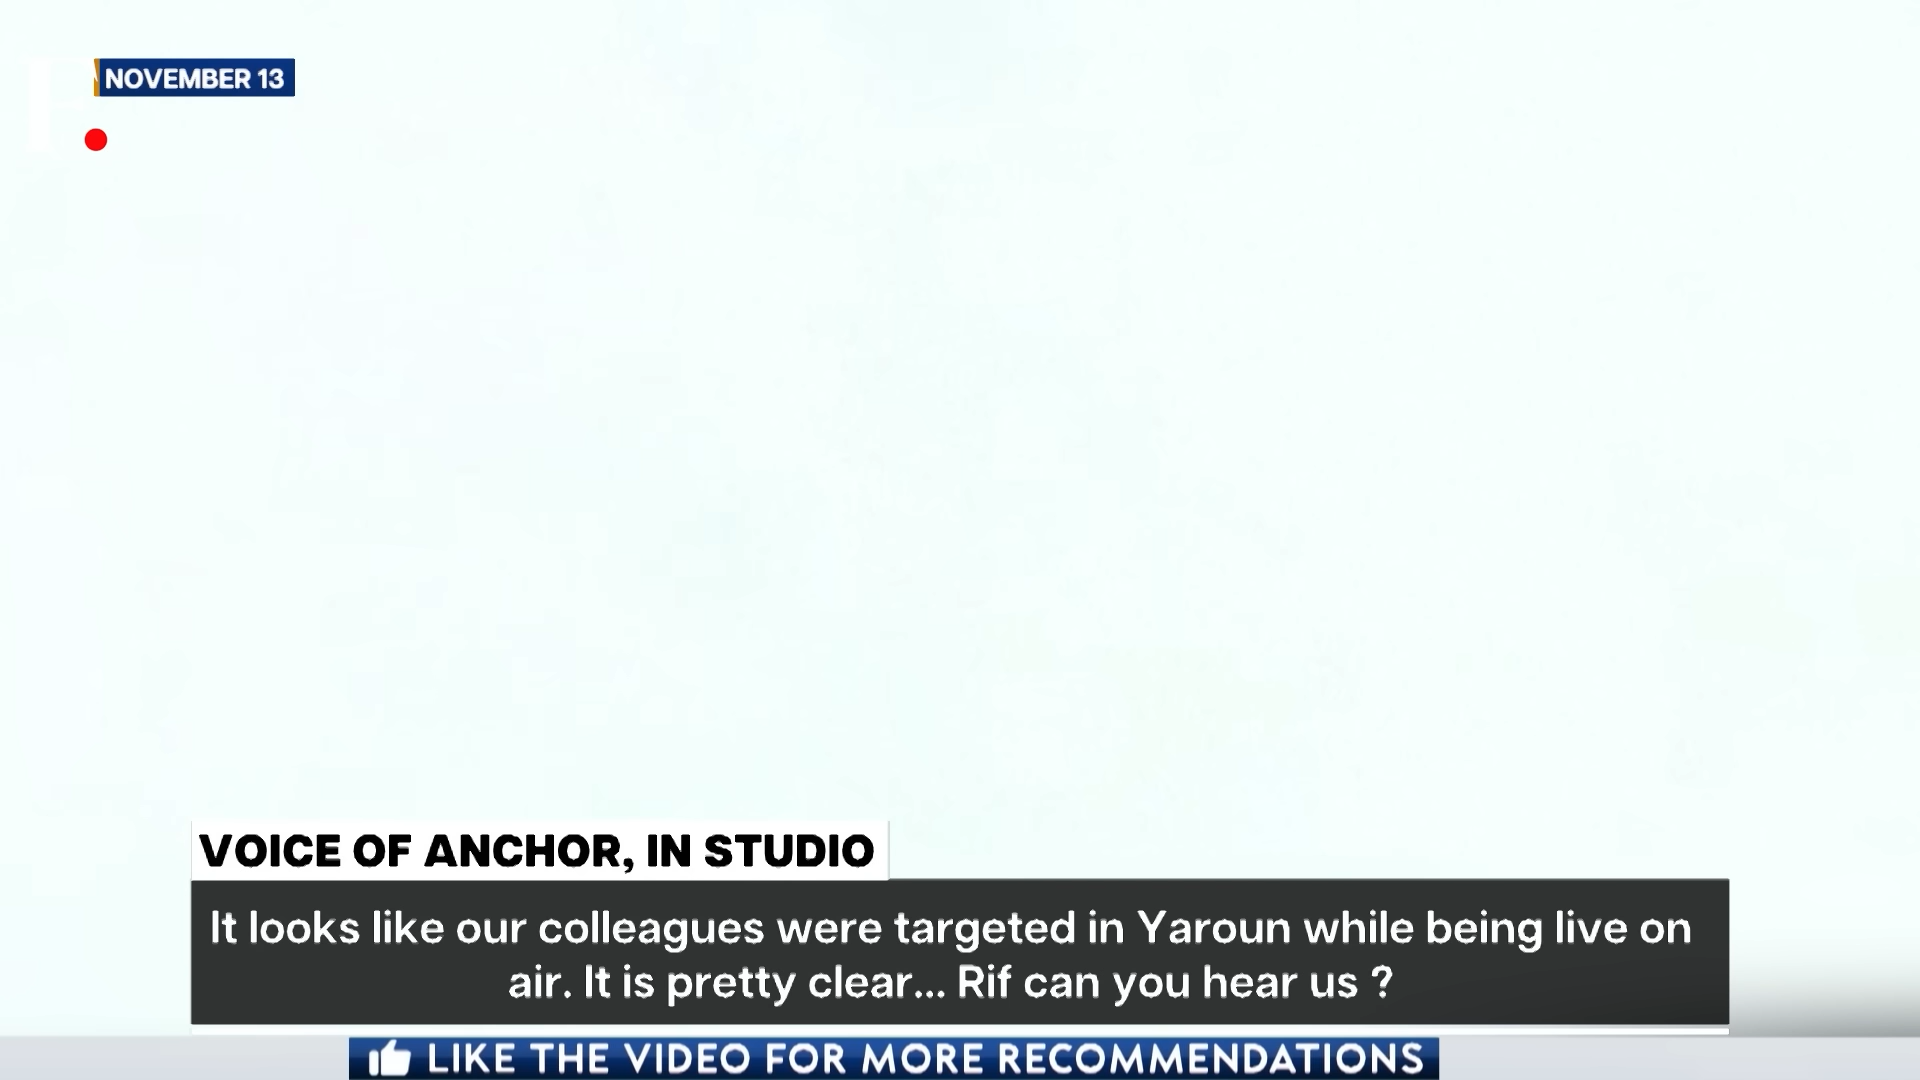 NOVEMBER 13
VOICE OF ANCHOR, IN STUDIO
It looks like our colleagues were targeted in Yaroun while being live on
air. It is pretty clear... Rif can you hear us ?
LIKE THE VIDEO FOR MORE RECOMMENDATIONS